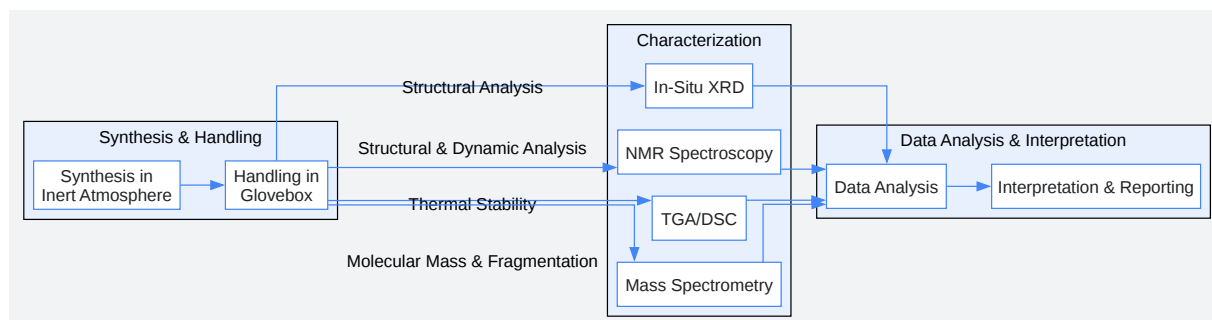 Characterization
Structural Analysis
In-Situ XRD
Synthesis & Handling
Synthesis in
Inert Atmosphere
Handling in
Glovebox
Structural & Dynamic Analysis
NMR Spectroscopy
Data Analysis & Interpretation
Data Analysis
Interpretation & Reporting
Thermal Stability
TGA/DSC
Molecular Mass & Fragmentation
Mass Spectrometry